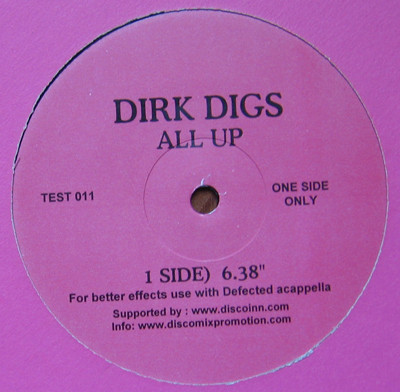 DIRK DIGS
ALL UP
TEST 011
ONE SIDE
ONLY
1 SIDE) 6.38"
For better effects use with Defected acappella
Supported by : www.discoinn.com
Info: www.discomixpromotion.com